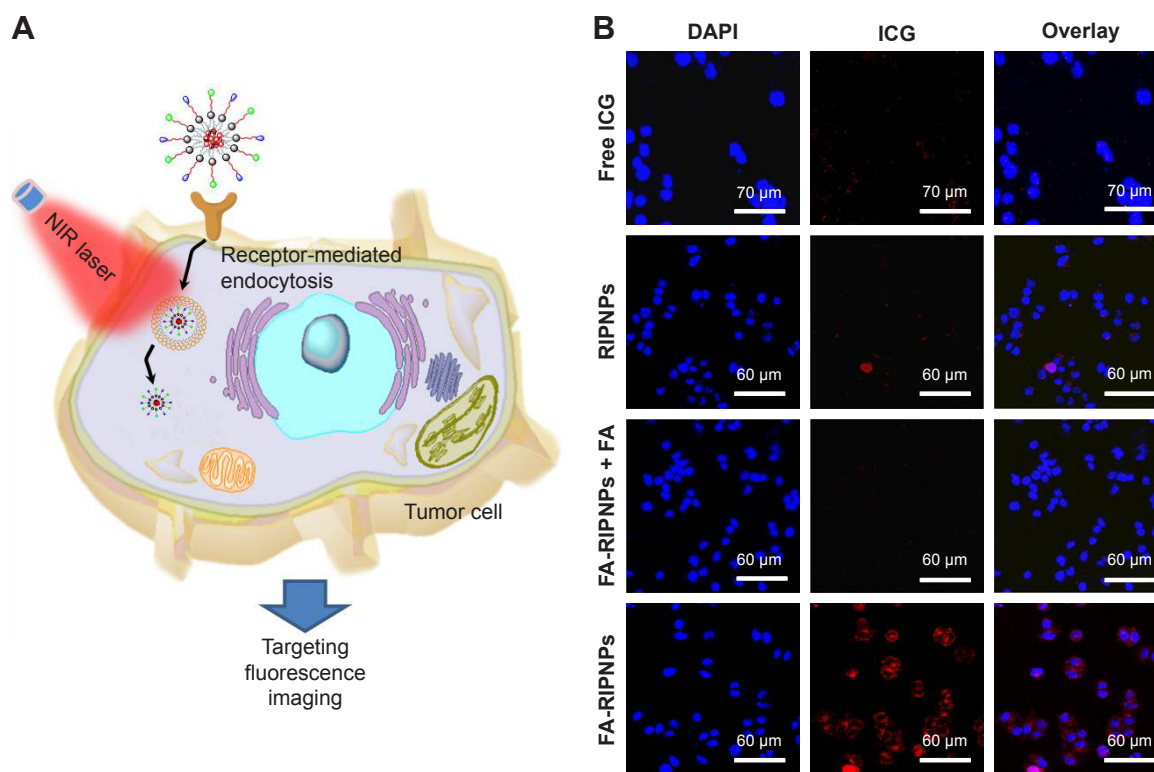 A
NIR laser
Receptor-mediated
endocytosis
Tumor cell
Targeting
fluorescence
imaging
B
DAPI
ICG
Overlay
Free ICG
70 µm
70 µm
70 µm
RIPNPs
60 µm
60 µm
60 µm
FA-RIPNPs + FA
60 µm
60 µm
60 µm
FA-RIPNPs
60 µm
60 µm
60 µm